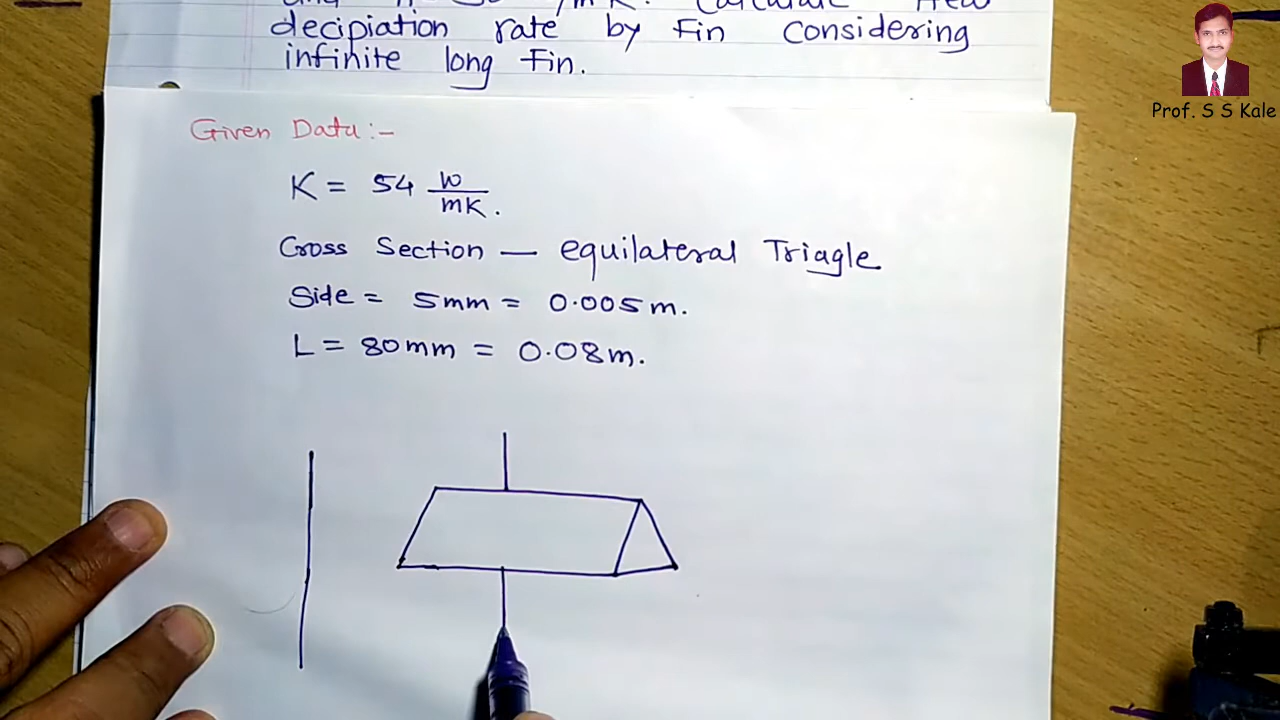 decipiation rate by Fin considering
infinite long Fin.
Prof. S S Kale
Given Data:-
K = 54 W/mK.
Cross Section — equilateral Triagle
Side = 5mm = 0.005m.
L = 80mm = 0.08m.